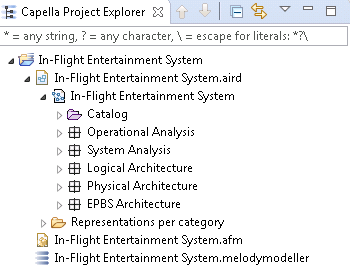 Capella Project Explorer
* = any string, ? = any character, \ = escape for literals: *?\
In-Flight Entertainment System
In-Flight Entertainment System.aird
In-Flight Entertainment System
Catalog
Operational Analysis
System Analysis
Logical Architecture
Physical Architecture
EPBS Architecture
Representations per category
In-Flight Entertainment System.afm
In-Flight Entertainment System.melodymodeller